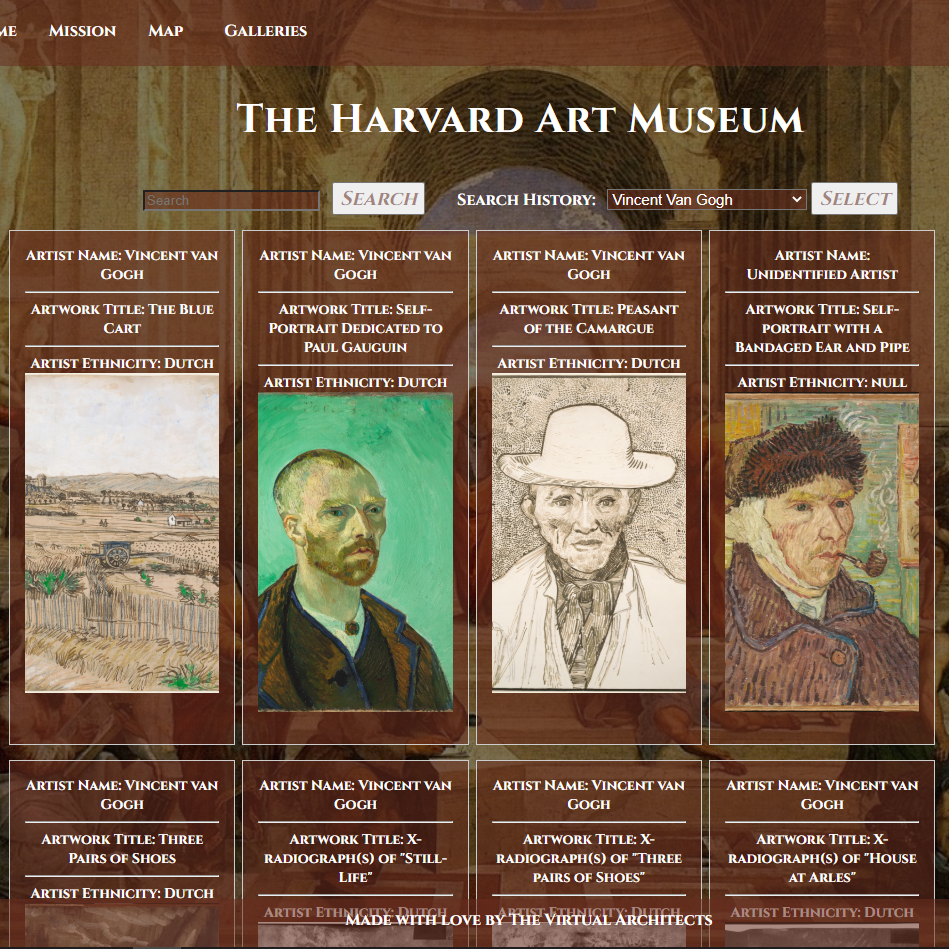 ME Mission Map Galleries
The Harvard Art Museum
Search Search Search History: Vincent Van Gogh Select
Artist Name: Vincent van
Gogh
Artwork Title: The Blue
Cart
Artist Ethnicity: Dutch
Artist Name: Vincent van
Gogh
Artwork Title: Self-
Portrait Dedicated to
Paul Gauguin
Artist Ethnicity: Dutch
Artist Name: Vincent van
Gogh
Artwork Title: Peasant
of the Camargue
Artist Ethnicity: Dutch
Artist Name:
Unidentified Artist
Artwork Title: Self-
portrait with a
Bandaged Ear and Pipe
Artist Ethnicity: null
Artist Name: Vincent van
Gogh
Artwork Title: Three
Pairs of Shoes
Artist Ethnicity: Dutch
Artist Name: Vincent van
Gogh
Artwork Title: X-
radiograph(s) of "Still-
Life"
Artist Ethnicity: Dutch
Artist Name: Vincent van
Gogh
Artwork Title: X-
radiograph(s) of "Three
pairs of Shoes"
Artist Ethnicity: Dutch
Artist Name: Vincent van
Gogh
Artwork Title: X-
radiograph(s) of "House
at Arles"
Artist Ethnicity: Dutch
Made with love by The Virtual Architects